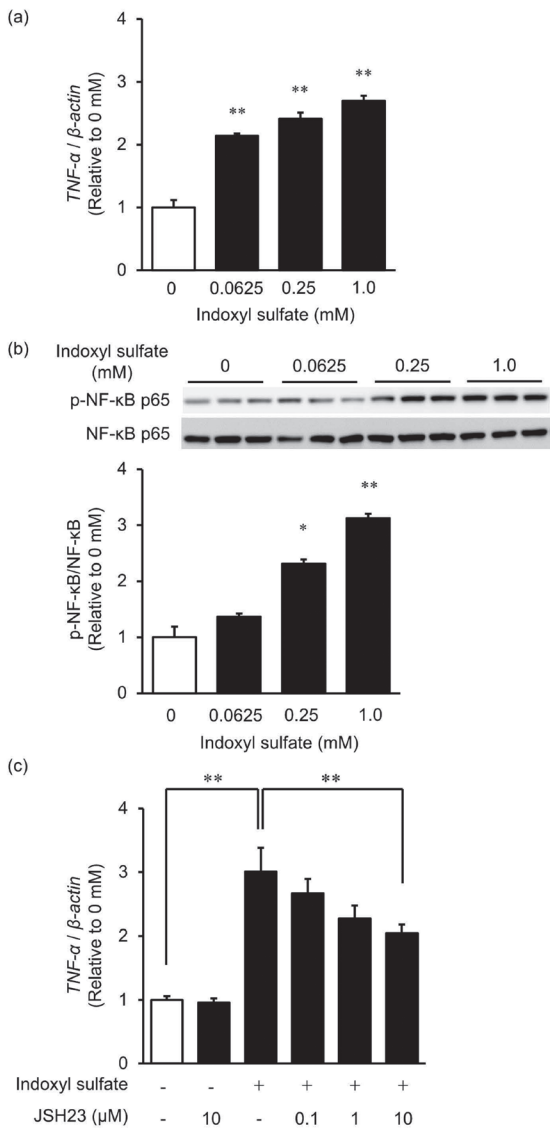 (a)
TNF-α / β-actin
(Relative to 0 mM)
4
3
2
1
0
**
**
**
0 0.0625 0.25 1.0
Indoxyl sulfate (mM)
(b)
Indoxyl sulfate
(mM)
0 0.0625 0.25 1.0
p-NF-κB p65
NF-κB p65
p-NF-κB/NF-κB
(Relative to 0 mM)
4
3
2
1
0
*
**
0 0.0625 0.25 1.0
Indoxyl sulfate (mM)
(c)
TNF-α / β-actin
(Relative to 0 mM)
4
3
2
1
0
** **
Indoxyl sulfate - - + + + +
JSH23 (μM) - 10 - 0.1 1 10